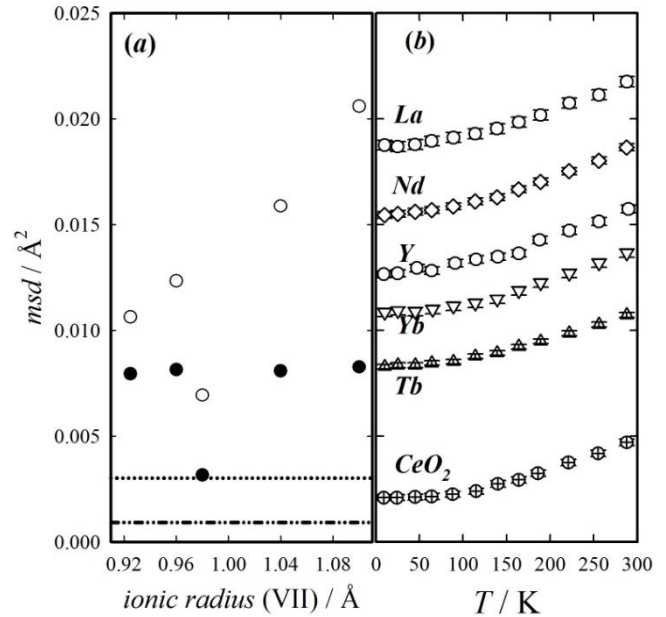 (a)
(b)
0.025
0.020
0.015
0.010
0.005
0.000
msd / Å²
0.92 0.96 1.00 1.04 1.08
ionic radius (VII) / Å
La
Nd
Y
Yb
Tb
CeO₂
0 50 100 150 200 250 300
T / K